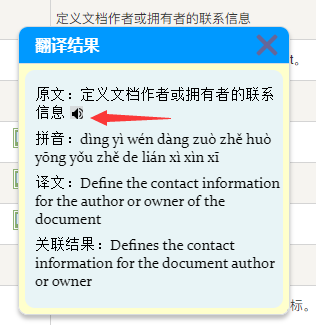 定义文档作者或拥有者的联系信息
翻译结果
t。
原文：定义文档作者或拥有者的联系
信息
拼音：dìng yì wén dàng zuò zhě huò
yōng yǒu zhě de lián xì xìn xī
译文：Define the contact information
for the author or owner of the
document
关联结果：Defines the contact
information for the document author
or owner
标。